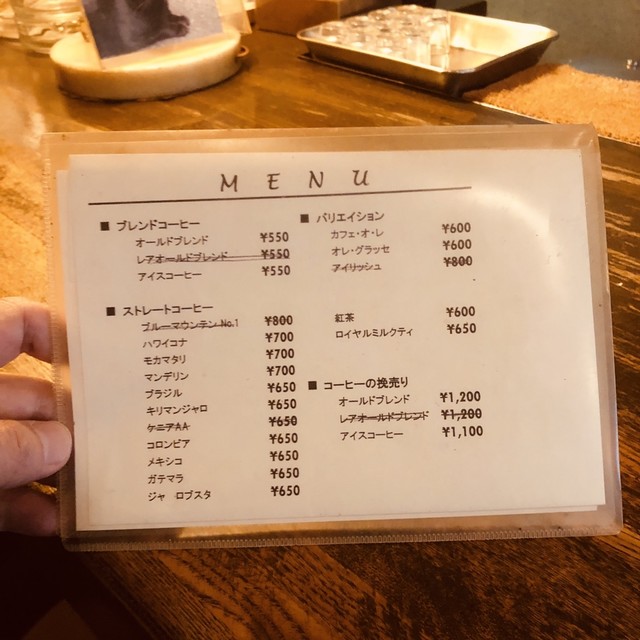 MENU
■ ブレンドコーヒー
オールドブレンド ¥550
レアオールドブレンド ¥550
アイスコーヒー ¥550
■ ストレートコーヒー
ブルーマウンテン No.1 ¥800
ハワイコナ ¥700
モカマタリ ¥700
マンデリン ¥700
ブラジル ¥650
キリマンジャロ ¥650
ケニアAA ¥650
コロンビア ¥650
メキシコ ¥650
ガテマラ ¥650
ジャ ロブスタ ¥650
■ バリエイション
カフェ・オ・レ ¥600
オレ・グラッセ ¥600
アイリッシュ ¥800
紅茶 ¥600
ロイヤルミルクティ ¥650
■ コーヒーの挽売り
オールドブレンド ¥1,200
レアオールドブレンド ¥1,200
アイスコーヒー ¥1,100